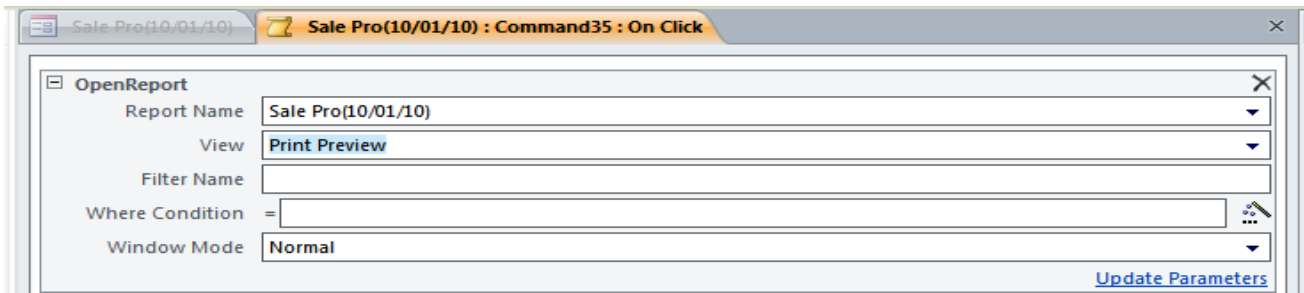 Sale Pro(10/01/10) Sale Pro(10/01/10) : Command35 : On Click
OpenReport
Report Name Sale Pro(10/01/10)
View Print Preview
Filter Name
Where Condition =
Window Mode Normal
Update Parameters